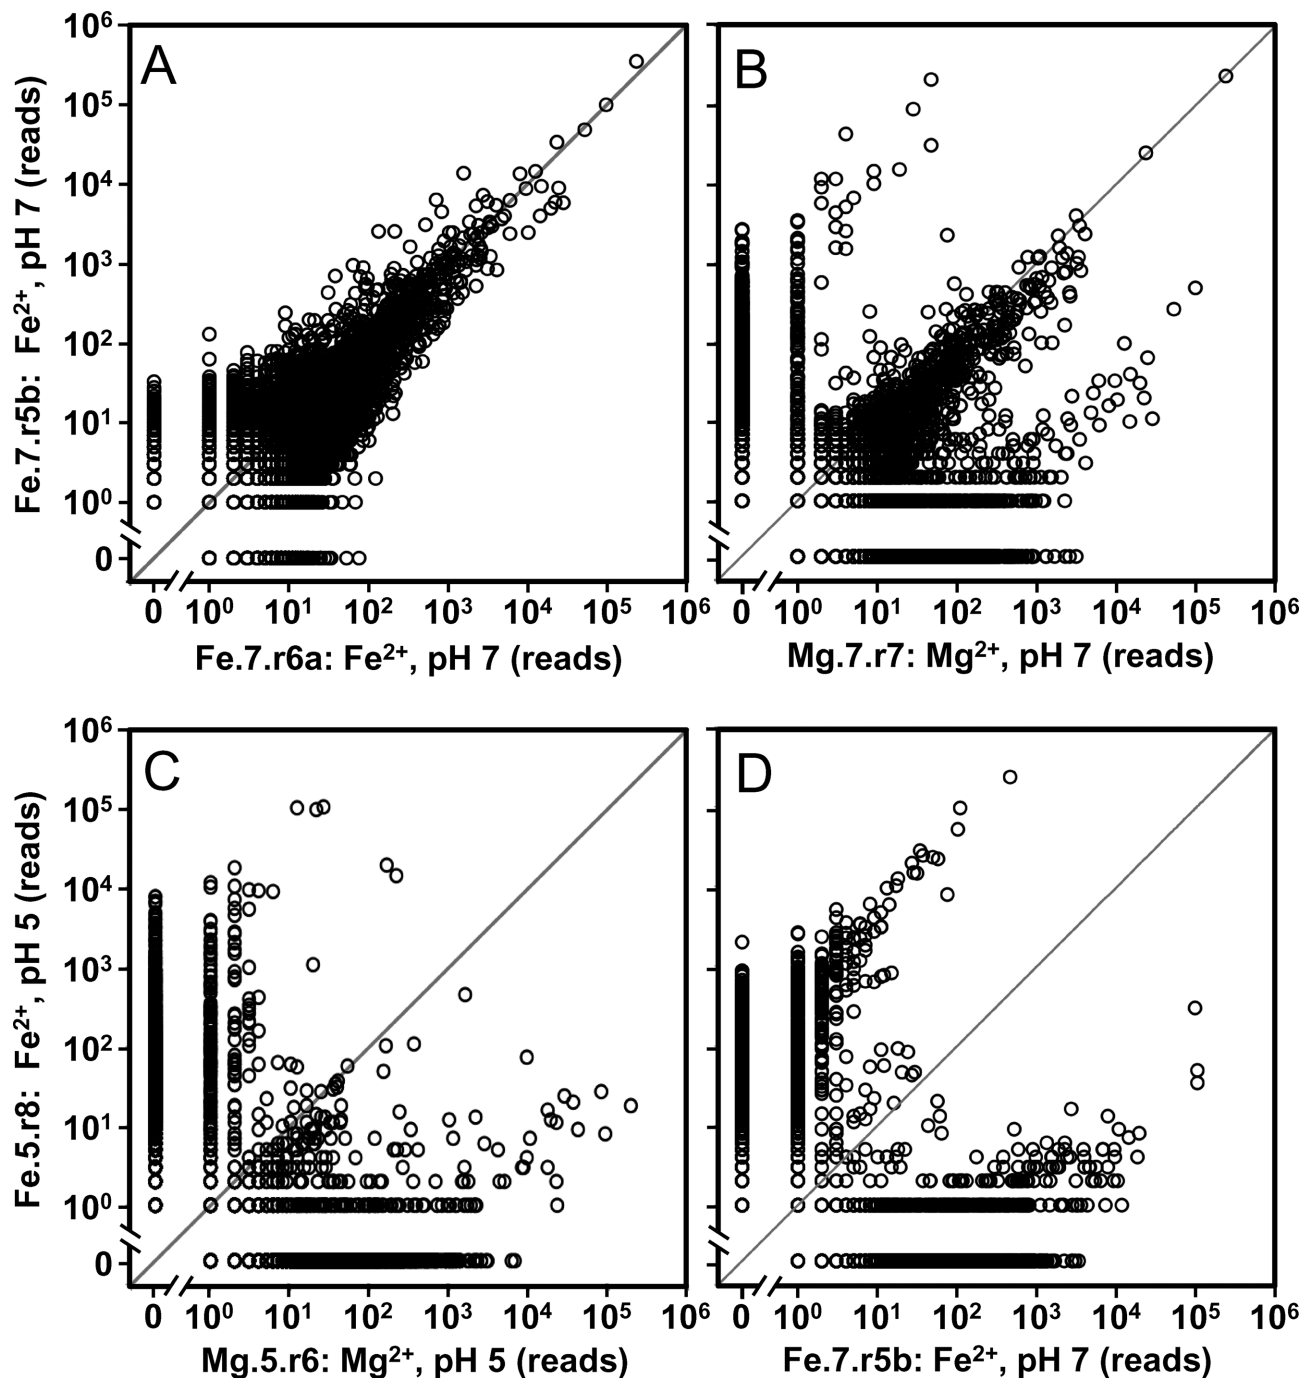 A
B
10⁶
10⁵
10⁴
10³
10²
10¹
10⁰
0
Fe.7.r5b: Fe²⁺, pH 7 (reads)
0 10⁰ 10¹ 10² 10³ 10⁴ 10⁵ 10⁶
0 10⁰ 10¹ 10² 10³ 10⁴ 10⁵ 10⁶
Fe.7.r6a: Fe²⁺, pH 7 (reads)
Mg.7.r7: Mg²⁺, pH 7 (reads)
C
D
10⁶
10⁵
10⁴
10³
10²
10¹
10⁰
0
Fe.5.r8: Fe²⁺, pH 5 (reads)
0 10⁰ 10¹ 10² 10³ 10⁴ 10⁵ 10⁶
0 10⁰ 10¹ 10² 10³ 10⁴ 10⁵ 10⁶
Mg.5.r6: Mg²⁺, pH 5 (reads)
Fe.7.r5b: Fe²⁺, pH 7 (reads)